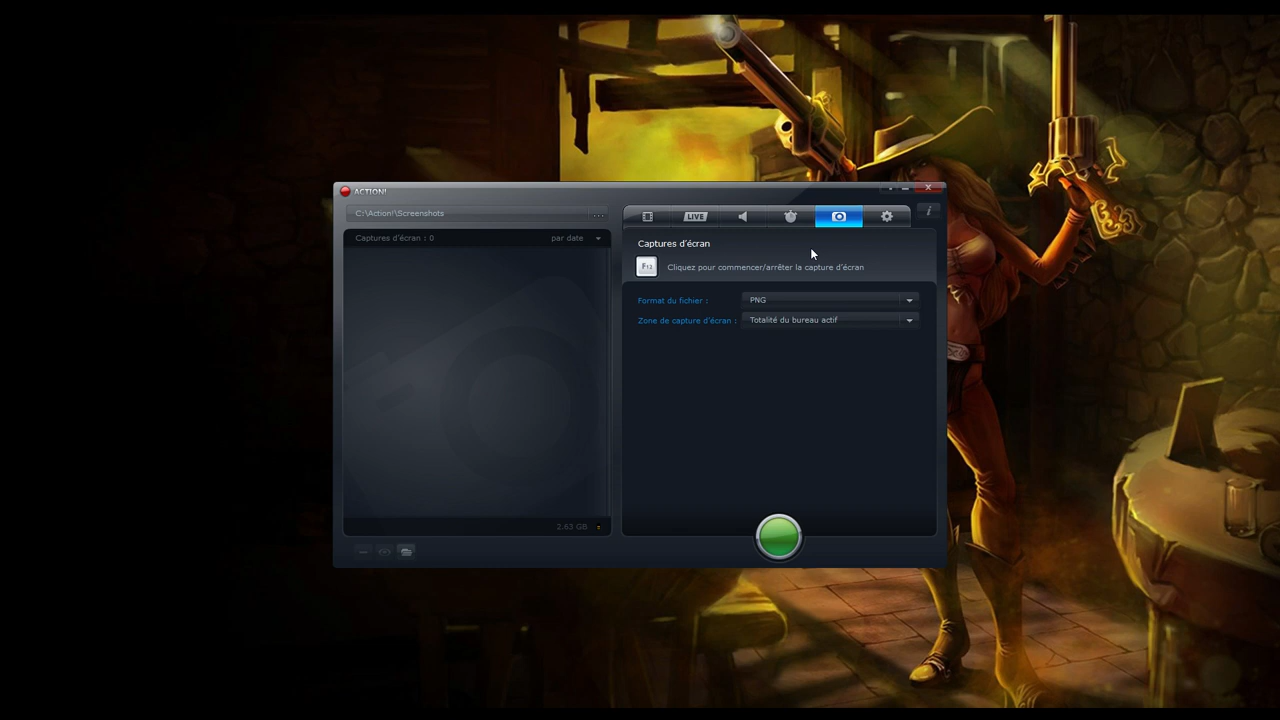 ACTION!
C:\Action!\Screenshots
...
LIVE
i
Captures d'écran : 0
par date
Captures d'écran
F12
Cliquez pour commencer/arrêter la capture d'écran
Format du fichier :
PNG
Zone de capture d'écran :
Totalité du bureau actif
2.63 GB